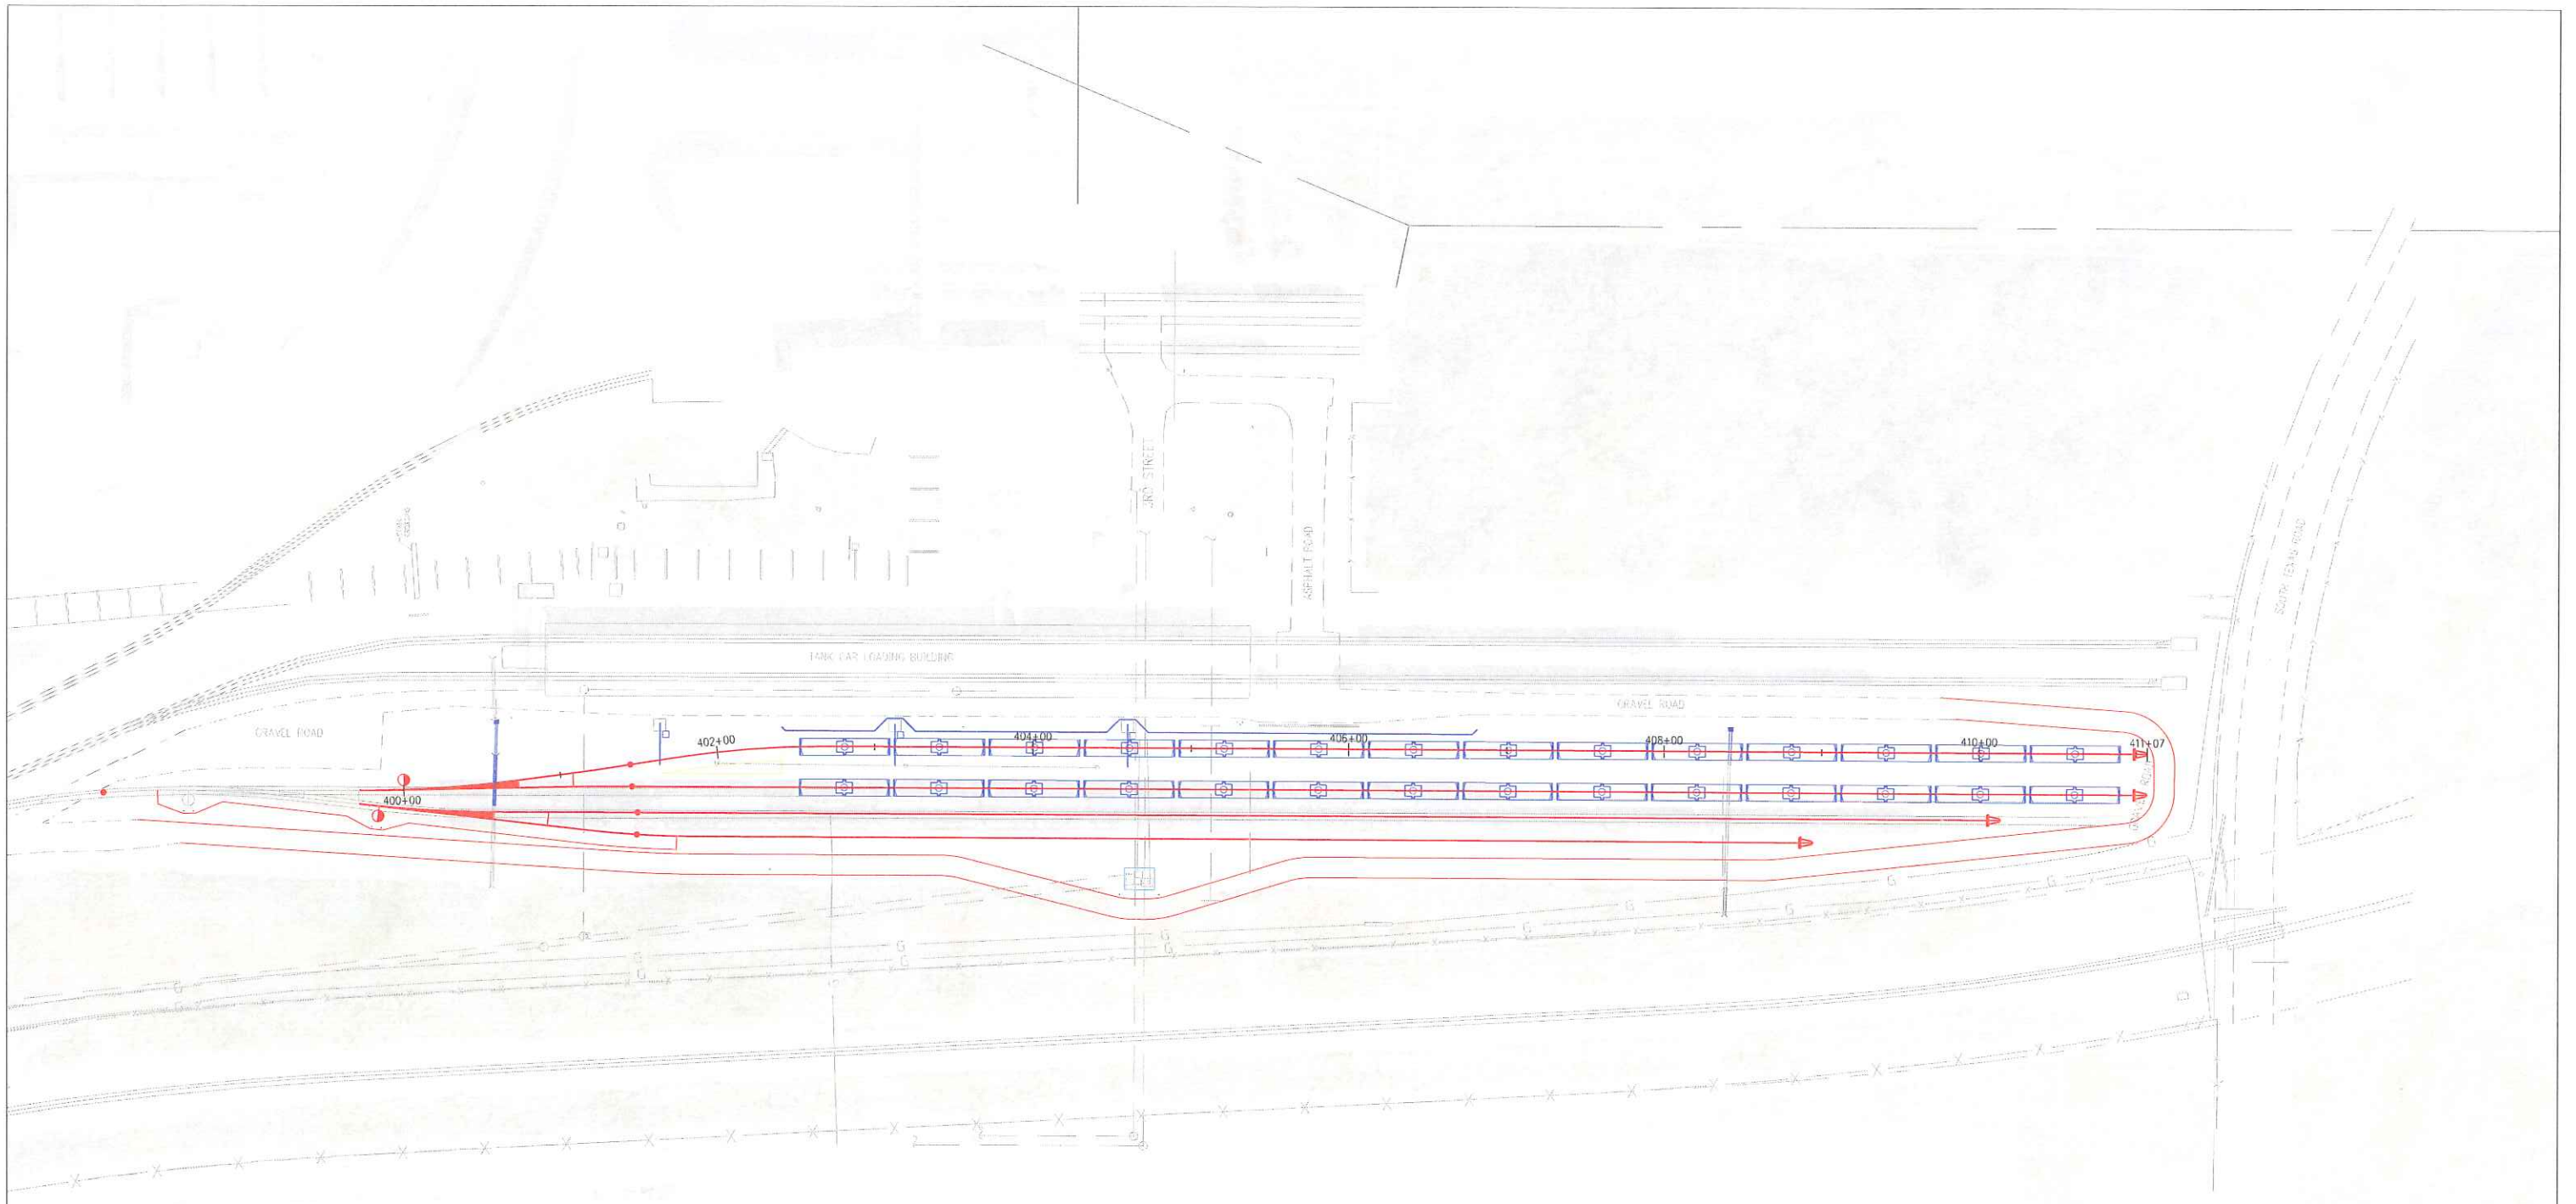 3RD STREET
ASPHALT ROAD
SOUTH TEXAS ROAD
TANK CAR LOADING BUILDING
GRAVEL ROAD
GRAVEL ROAD
402+00
404+00
406+00
408+00
410+00
411+07
400+00
G
G
G
G
G
G
G
G
G
G
G
G